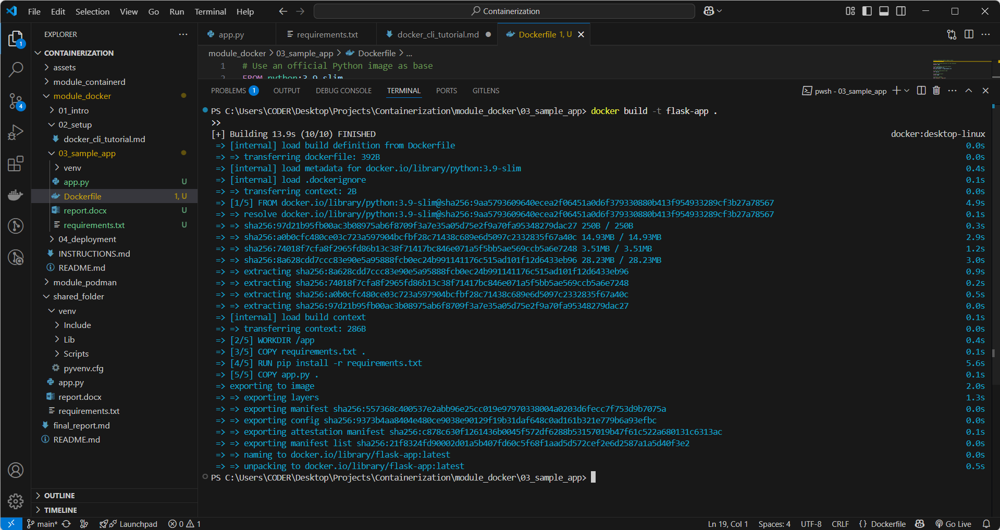 File Edit Selection View Go Run Terminal Help
Containerization
EXPLORER
CONTAINERIZATION
assets
module_containerd
module_docker
01_intro
02_setup
docker_cli_tutorial.md
03_sample_app
venv
app.py U
Dockerfile 1, U
report.docx U
requirements.txt U
04_deployment
INSTRUCTIONS.md
README.md
module_podman
shared_folder
venv
Include
Lib
Scripts
pyvenv.cfg
app.py
report.docx
requirements.txt
final_report.md
README.md
OUTLINE
TIMELINE
1
4
app.py requirements.txt docker_cli_tutorial.md Dockerfile 1, U
module_docker > 03_sample_app > Dockerfile > ...
1 # Use an official Python image as base
2 FROM python:3.9-slim
PROBLEMS 1 OUTPUT DEBUG CONSOLE TERMINAL PORTS GITLENS
pwsh - 03_sample_app
PS C:\Users\CODER\Desktop\Projects\Containerization\module_docker\03_sample_app> docker build -t flask-app .
>>
[+] Building 13.9s (10/10) FINISHED docker:desktop-linux
=> [internal] load build definition from Dockerfile 0.0s
=> => transferring dockerfile: 392B 0.0s
=> [internal] load metadata for docker.io/library/python:3.9-slim 0.4s
=> [internal] load .dockerignore 0.1s
=> => transferring context: 2B 0.0s
=> [1/5] FROM docker.io/library/python:3.9-slim@sha256:9aa5793609640ecea2f06451a0d6f379330880b413f954933289cf3b27a78567 4.9s
=> => resolve docker.io/library/python:3.9-slim@sha256:9aa5793609640ecea2f06451a0d6f379330880b413f954933289cf3b27a78567 0.1s
=> => sha256:97d21b95fb00ac3b08975ab6f8709f3a7e35a05d75e2f9a70fa95348279dac27 250B / 250B 0.3s
=> => sha256:a0b0cfc480ce03c723a597904bcfbf28c71438c689e6d5097c2332835f67a40c 14.93MB / 14.93MB 2.9s
=> => sha256:74018f7cfa8f2965fd86b13c38f71417bc846e071a5f5bb5ae569ccb5a6e7248 3.51MB / 3.51MB 1.2s
=> => sha256:8a628cdd7ccc83e90e5a95888fcb0ec24b991141176c515ad101f12d6433eb96 28.23MB / 28.23MB 3.0s
=> => extracting sha256:8a628cdd7ccc83e90e5a95888fcb0ec24b991141176c515ad101f12d6433eb96 0.9s
=> => extracting sha256:74018f7cfa8f2965fd86b13c38f71417bc846e071a5f5bb5ae569ccb5a6e7248 0.2s
=> => extracting sha256:a0b0cfc480ce03c723a597904bcfbf28c71438c689e6d5097c2332835f67a40c 0.5s
=> => extracting sha256:97d21b95fb00ac3b08975ab6f8709f3a7e35a05d75e2f9a70fa95348279dac27 0.0s
=> [internal] load build context 0.1s
=> => transferring context: 286B 0.0s
=> [2/5] WORKDIR /app 0.4s
=> [3/5] COPY requirements.txt . 0.1s
=> [4/5] RUN pip install -r requirements.txt 5.6s
=> [5/5] COPY app.py . 0.1s
=> exporting to image 2.0s
=> => exporting layers 1.3s
=> => exporting manifest sha256:557368c400537e2abb96e25cc019e97970338004a0203d6fecc7f753d9b7075a 0.0s
=> => exporting config sha256:9373b4aa8404e480ce9038e90129f19b31daf648c0ad161b321e779b6a93efbc 0.0s
=> => exporting attestation manifest sha256:c878c630f1261436b0045f572df6288b53157019b47f61c522a680131c6313ac 0.1s
=> => exporting manifest list sha256:21f8324fd90002d01a5b407fd60c5f68f1aad5d572cef2e6d2587a1a5d40f3e2 0.0s
=> => naming to docker.io/library/flask-app:latest 0.0s
=> => unpacking to docker.io/library/flask-app:latest 0.5s
PS C:\Users\CODER\Desktop\Projects\Containerization\module_docker\03_sample_app>
main* Launchpad 0 1 Ln 19, Col 1 Spaces: 4 UTF-8 CRLF {} Dockerfile Go Live